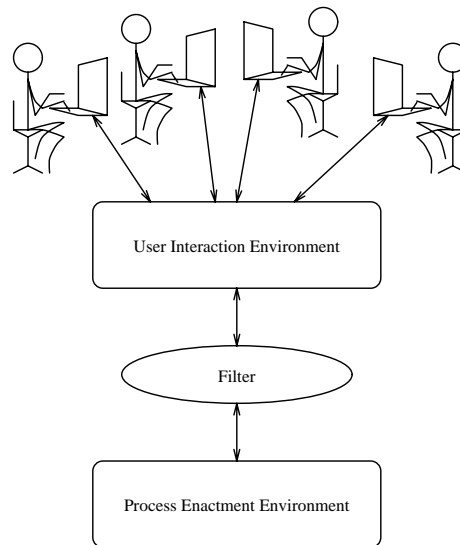 User Interaction Environment
Filter
Process Enactment Environment